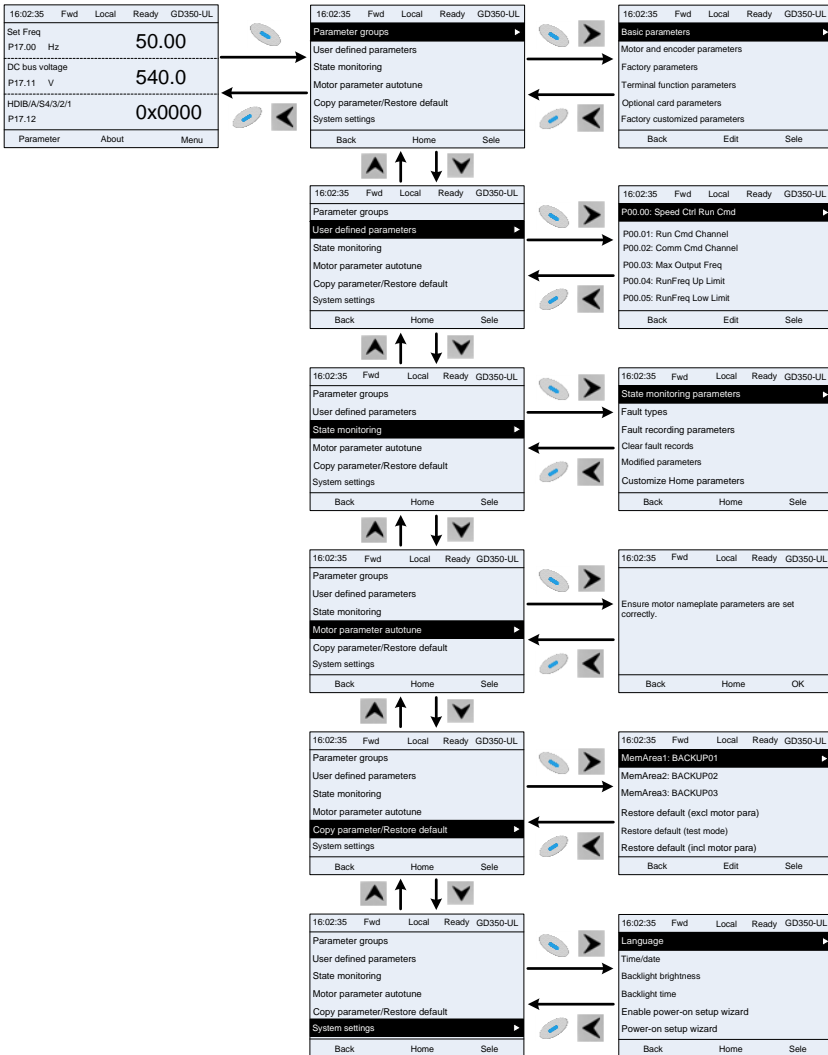 16:02:35 Fwd Local Ready GD350-UL
Set Freq
P17.00 Hz 50.00
DC bus voltage
P17.11 V 540.0
HDIB/A/S4/3/2/1
P17.12 0x0000
Parameter About Menu
16:02:35 Fwd Local Ready GD350-UL
Parameter groups
User defined parameters
State monitoring
Motor parameter autotune
Copy parameter/Restore default
System settings
Back Home Sele
16:02:35 Fwd Local Ready GD350-UL
Basic parameters
Motor and encoder parameters
Factory parameters
Terminal function parameters
Optional card parameters
Factory customized parameters
Back Edit Sele
16:02:35 Fwd Local Ready GD350-UL
Parameter groups
User defined parameters
State monitoring
Motor parameter autotune
Copy parameter/Restore default
System settings
Back Home Sele
16:02:35 Fwd Local Ready GD350-UL
P00.00: Speed Ctrl Run Cmd
P00.01: Run Cmd Channel
P00.02: Comm Cmd Channel
P00.03: Max Output Freq
P00.04: RunFreq Up Limit
P00.05: RunFreq Low Limit
Back Edit Sele
16:02:35 Fwd Local Ready GD350-UL
Parameter groups
User defined parameters
State monitoring
Motor parameter autotune
Copy parameter/Restore default
System settings
Back Home Sele
16:02:35 Fwd Local Ready GD350-UL
State monitoring parameters
Fault types
Fault recording parameters
Clear fault records
Modified parameters
Customize Home parameters
Back Home Sele
16:02:35 Fwd Local Ready GD350-UL
Parameter groups
User defined parameters
State monitoring
Motor parameter autotune
Copy parameter/Restore default
System settings
Back Home Sele
16:02:35 Fwd Local Ready GD350-UL
Ensure motor nameplate parameters are set
correctly.
Back Home OK
16:02:35 Fwd Local Ready GD350-UL
Parameter groups
User defined parameters
State monitoring
Motor parameter autotune
Copy parameter/Restore default
System settings
Back Home Sele
16:02:35 Fwd Local Ready GD350-UL
MemArea1: BACKUP01
MemArea2: BACKUP02
MemArea3: BACKUP03
Restore default (excl motor para)
Restore default (test mode)
Restore default (incl motor para)
Back Edit Sele
16:02:35 Fwd Local Ready GD350-UL
Parameter groups
User defined parameters
State monitoring
Motor parameter autotune
Copy parameter/Restore default
System settings
Back Home Sele
16:02:35 Fwd Local Ready GD350-UL
Language
Time/date
Backlight brightness
Backlight time
Enable power-on setup wizard
Power-on setup wizard
Back Home Sele